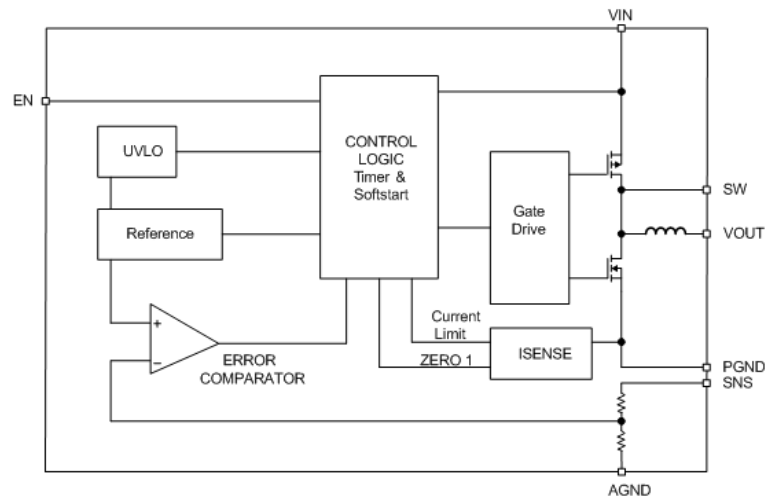 VIN
EN
CONTROL
LOGIC
Timer &
Softstart
UVLO
Gate
Drive
SW
Reference
VOUT
+
−
Current
Limit
ISENSE
ERROR
COMPARATOR
ZERO 1
PGND
SNS
AGND